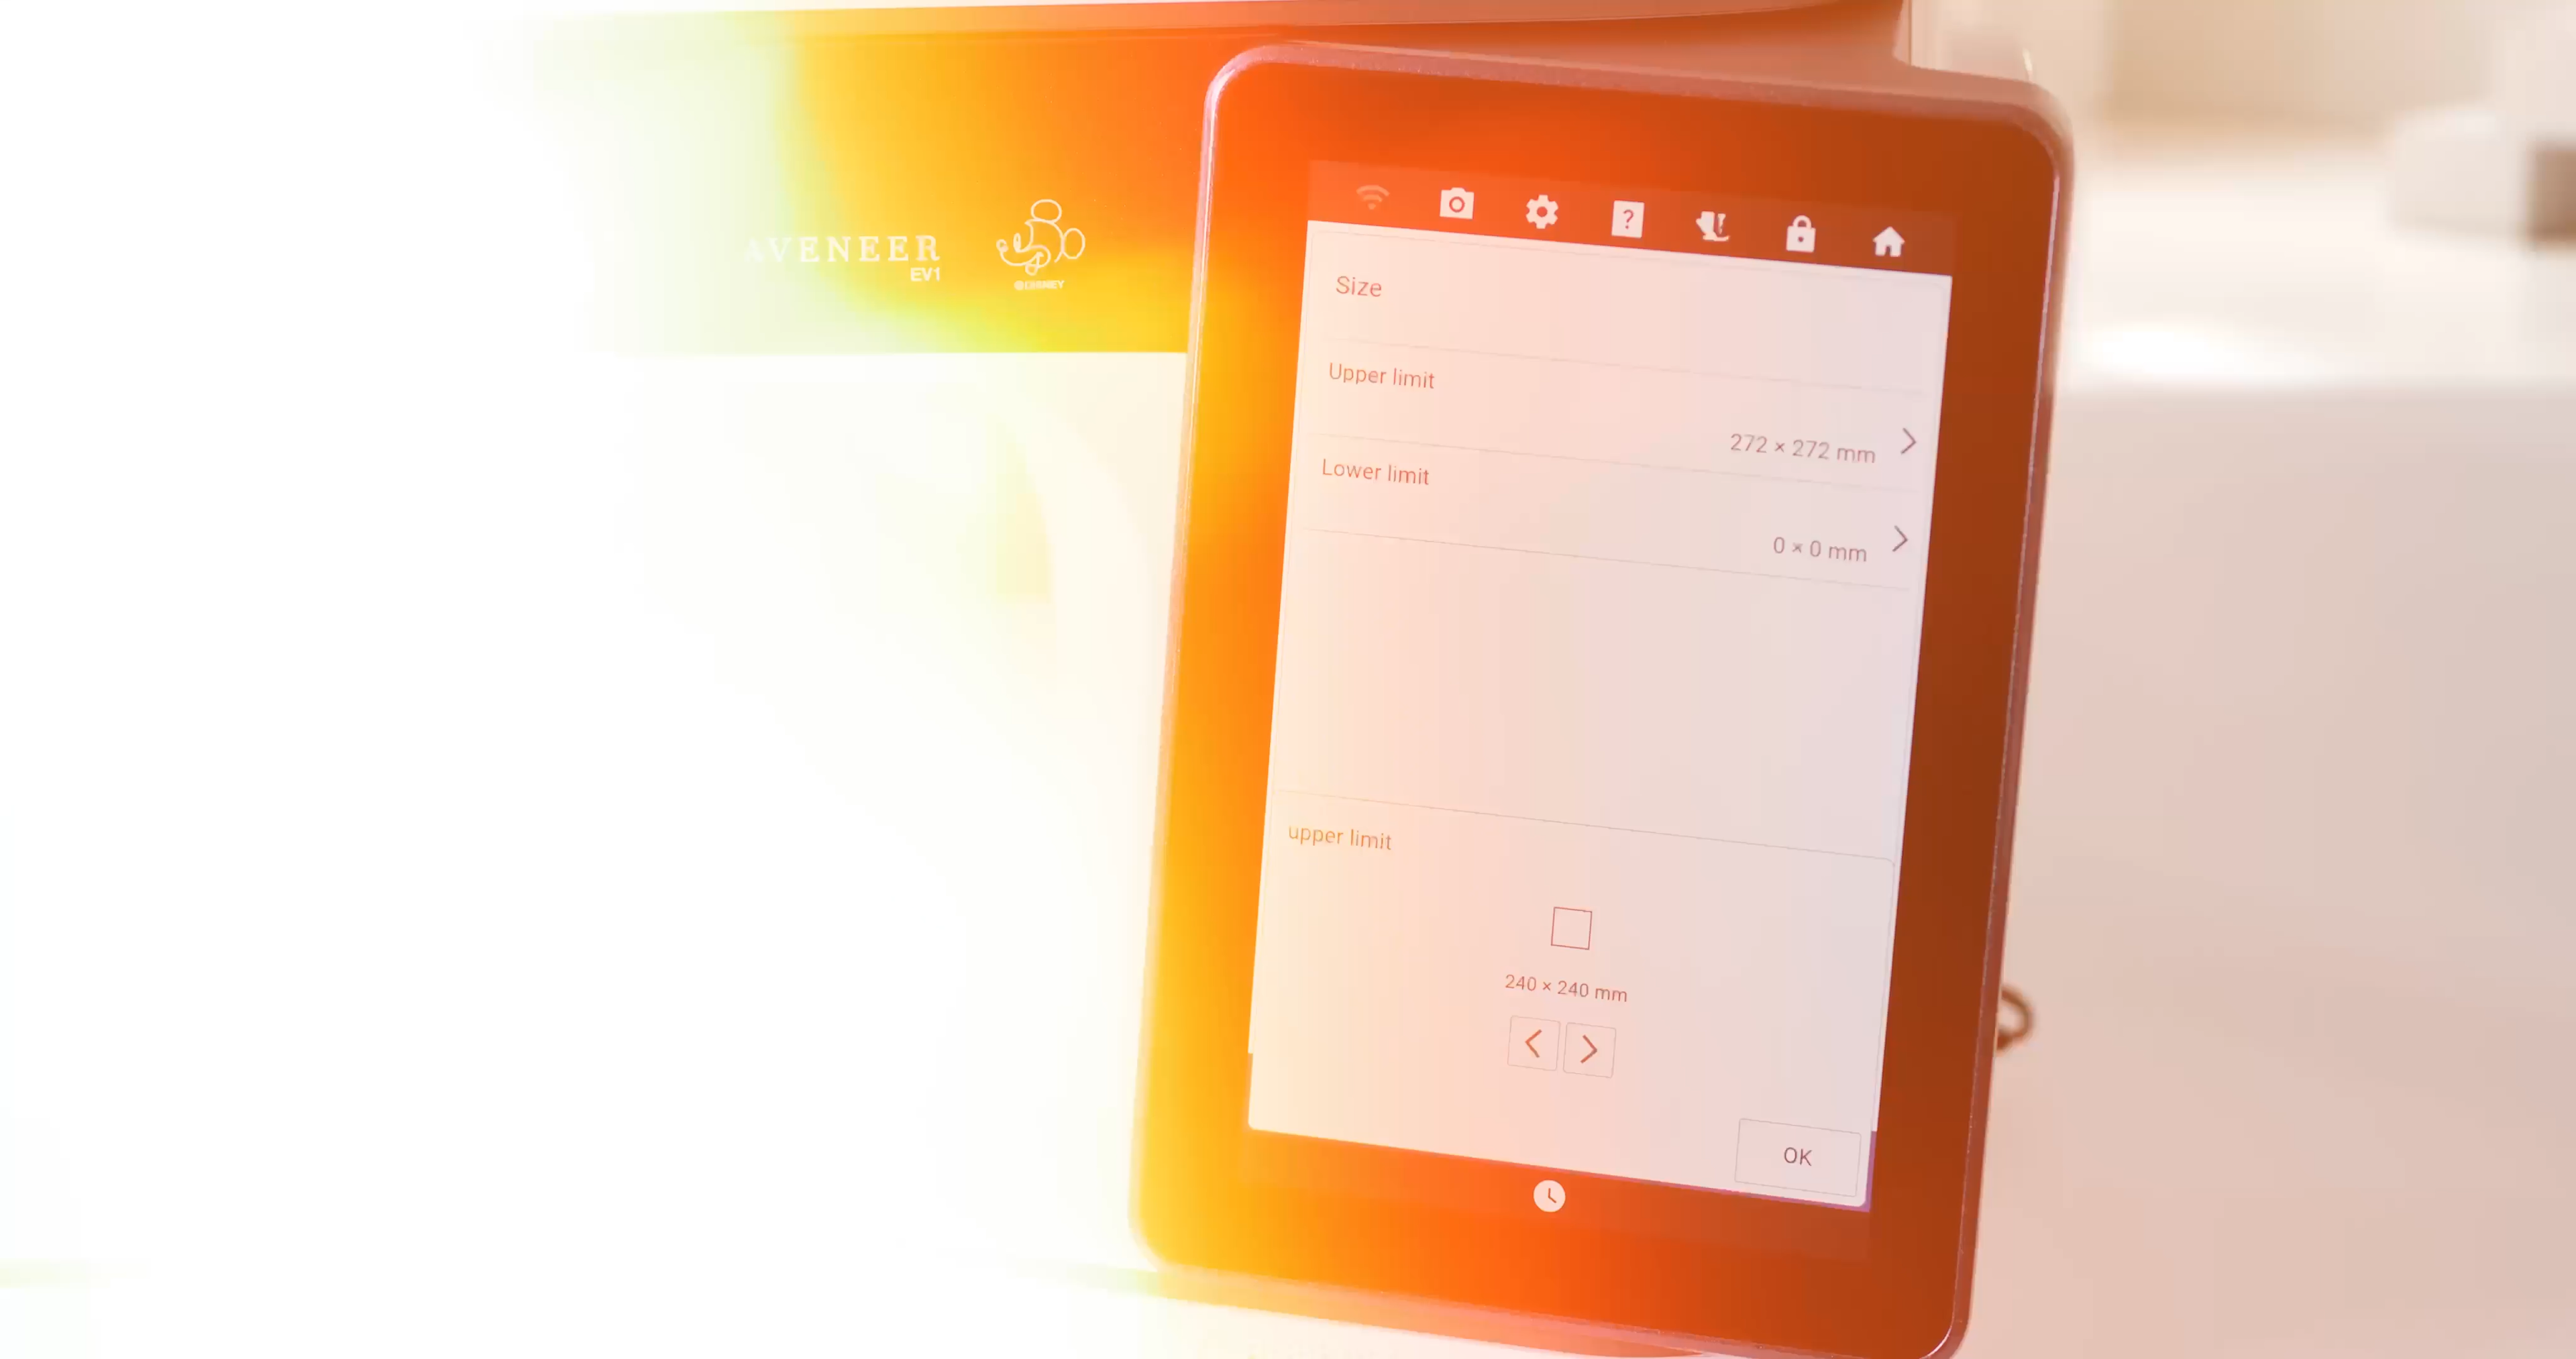 AVENEER
EV1
©DISNEY
Size
Upper limit
272 × 272 mm
Lower limit
0 × 0 mm
upper limit
240 × 240 mm
OK